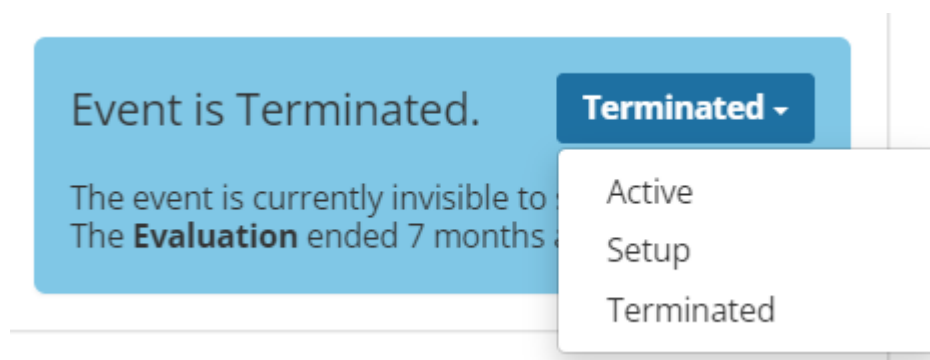 Event is Terminated.
Terminated
The event is currently invisible to
The Evaluation ended 7 months
Active
Setup
Terminated